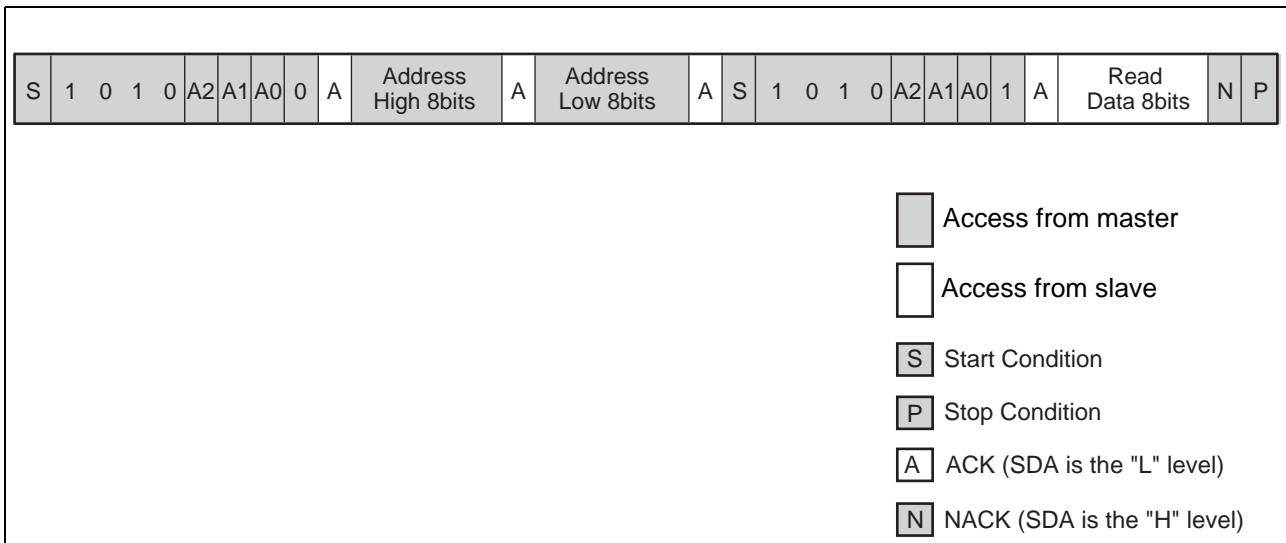 S 1 0 1 0 A2 A1 A0 0 A Address High 8bits A Address Low 8bits A S 1 0 1 0 A2 A1 A0 1 A Read Data 8bits N P
Access from master
Access from slave
S Start Condition
P Stop Condition
A ACK (SDA is the "L" level)
N NACK (SDA is the "H" level)